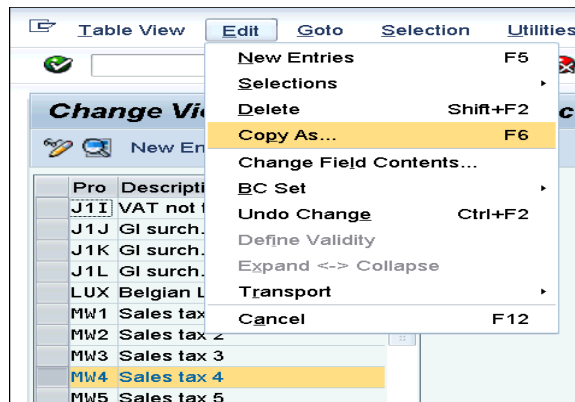 Table View Edit Goto Selection Utilities
New Entries F5
Selections
Delete Shift+F2
Change Vi
Copy As... F6
New En
Change Field Contents...
Pro Descripti
BC Set
J1I VAT not
Undo Change Ctrl+F2
J1J GI surch.
Define Validity
J1K GI surch.
Expand <-> Collapse
J1L GI surch.
Transport
LUX Belgian L
MW1 Sales tax
Cancel F12
MW2 Sales tax 2
MW3 Sales tax 3
MW4 Sales tax 4
MW5 Sales tax 5